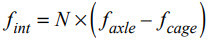 f_int = N × (f_axle − f_cage)